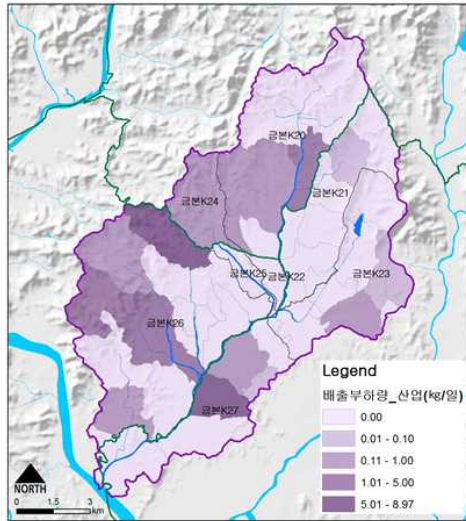 금본K20
금본K24
금본K21
금본K25
금본K22
금본K23
금본K26
금본K27
Legend
배출부하량_산업(㎏/일)
0.00
0.01 - 0.10
0.11 - 1.00
1.01 - 5.00
5.01 - 8.97
NORTH
0 1.5 3
km